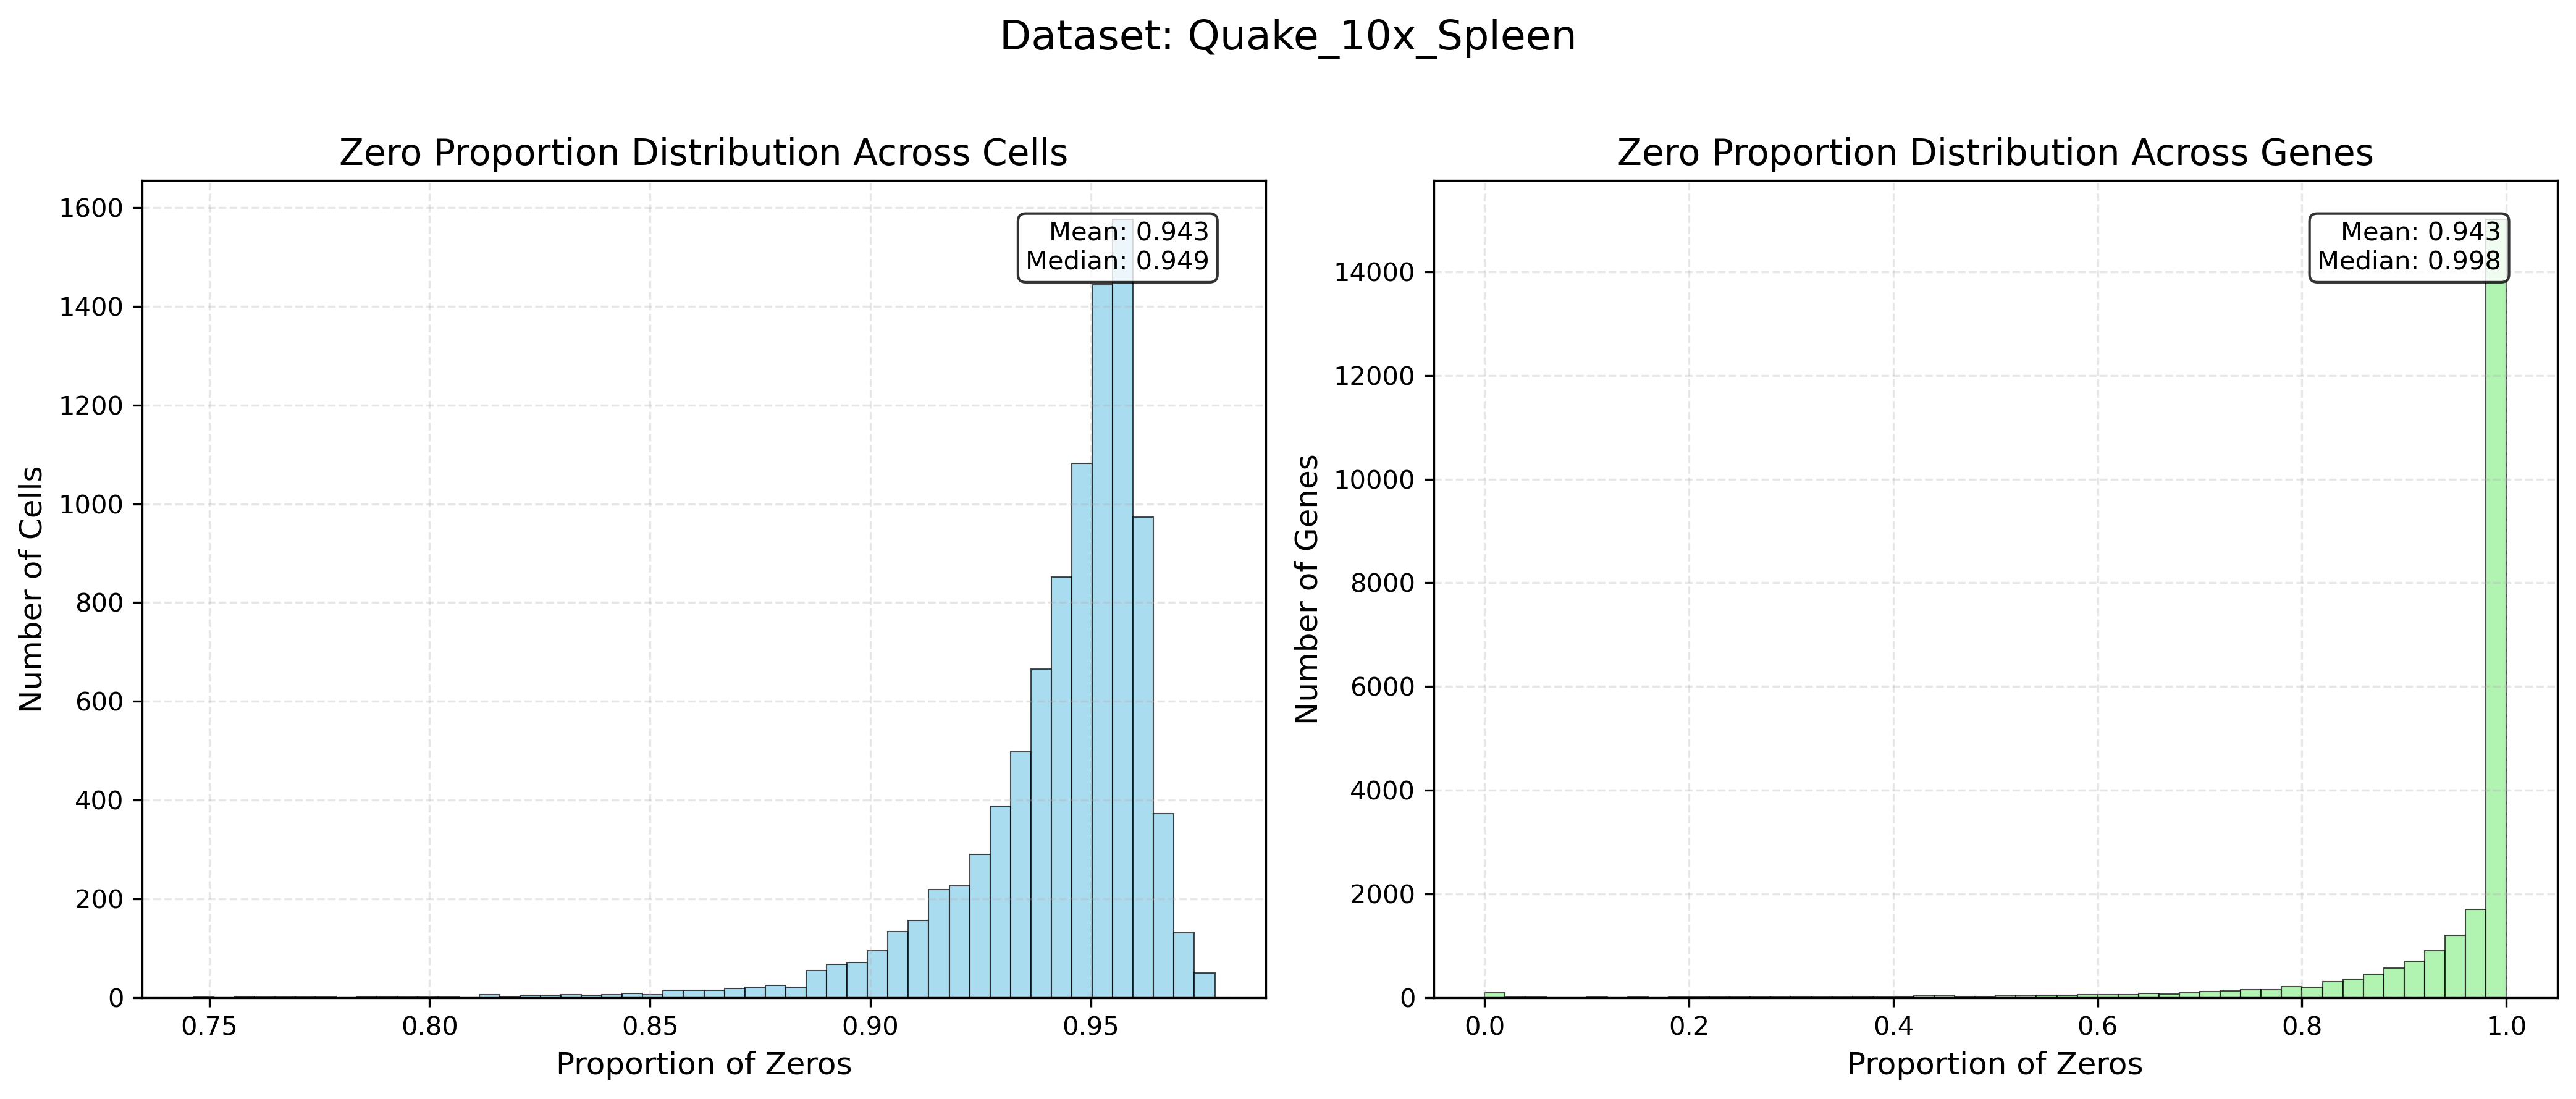 Dataset: Quake_10x_Spleen
Zero Proportion Distribution Across Cells
Number of Cells
1600
1400
1200
1000
800
600
400
200
0
Mean: 0.943
Median: 0.949
0.75 0.80 0.85 0.90 0.95
Proportion of Zeros
Zero Proportion Distribution Across Genes
Number of Genes
14000
12000
10000
8000
6000
4000
2000
0
Mean: 0.943
Median: 0.998
0.0 0.2 0.4 0.6 0.8 1.0
Proportion of Zeros